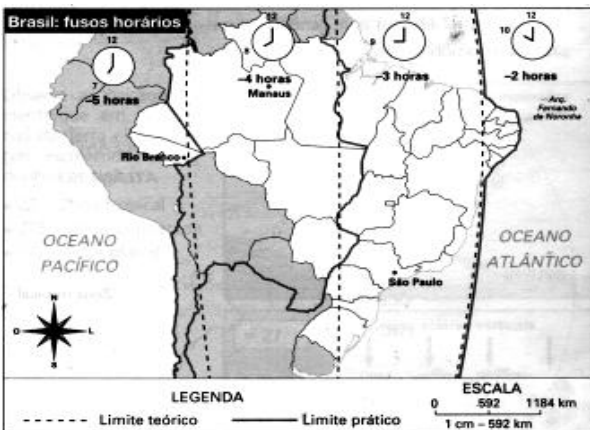 Brasil: fusos horários
12
7
–5 horas
12
8
–4 horas
Manaus
12
9
–3 horas
12
10
–2 horas
Arq.
Fernando
de Noronha
Rio Branco
OCEANO
PACÍFICO
OCEANO
ATLÂNTICO
São Paulo
N
O
L
S
LEGENDA
Limite teórico
Limite prático
ESCALA
0 592 1184 km
1 cm – 592 km